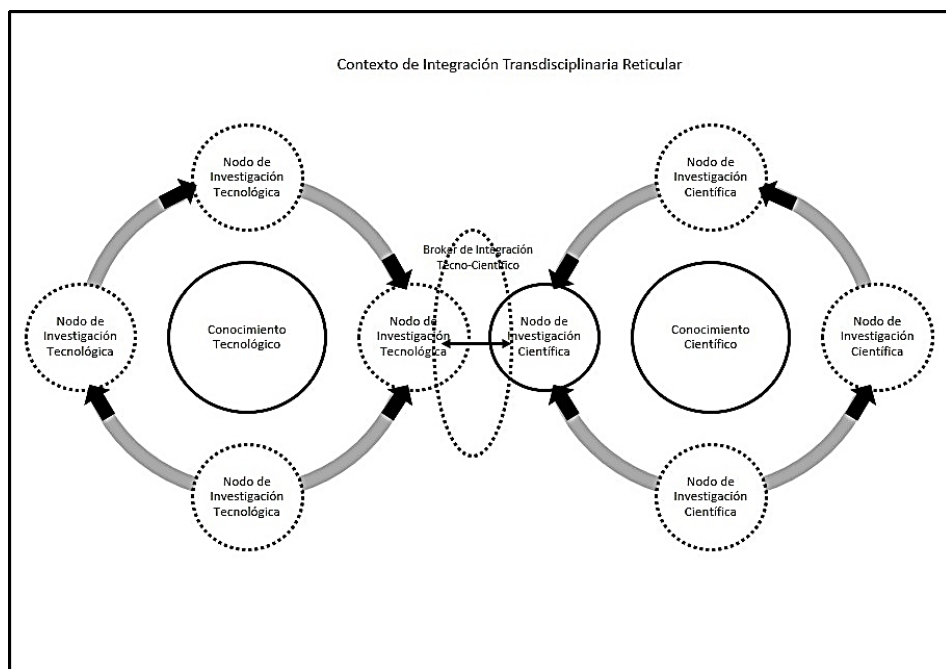 Contexto de Integración Transdisciplinaria Reticular
Nodo de
Investigación
Tecnológica
Nodo de
Investigación
Científica
Broker de Integración
Tecno-Científico
Nodo de
Investigación
Tecnológica
Conocimiento
Tecnológico
Nodo de
Investigación
Tecnológica
Nodo de
Investigación
Científica
Conocimiento
Científico
Nodo de
Investigación
Científica
Nodo de
Investigación
Tecnológica
Nodo de
Investigación
Científica